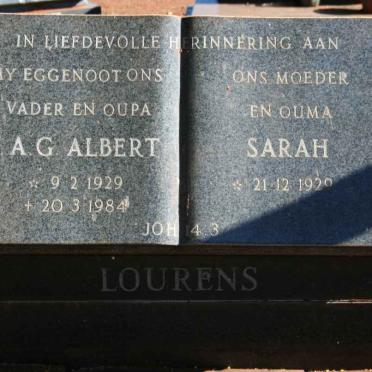 IN LIEFDEVOLLE HERINNERING AAN
MY EGGENOOT ONS
VADER EN OUPA
A.G. ALBERT
☆ 9·2·1929
+ 20·3·1984
ONS MOEDER
EN OUMA
SARAH
☆ 21·12·1929
JOH 14:3
LOURENS